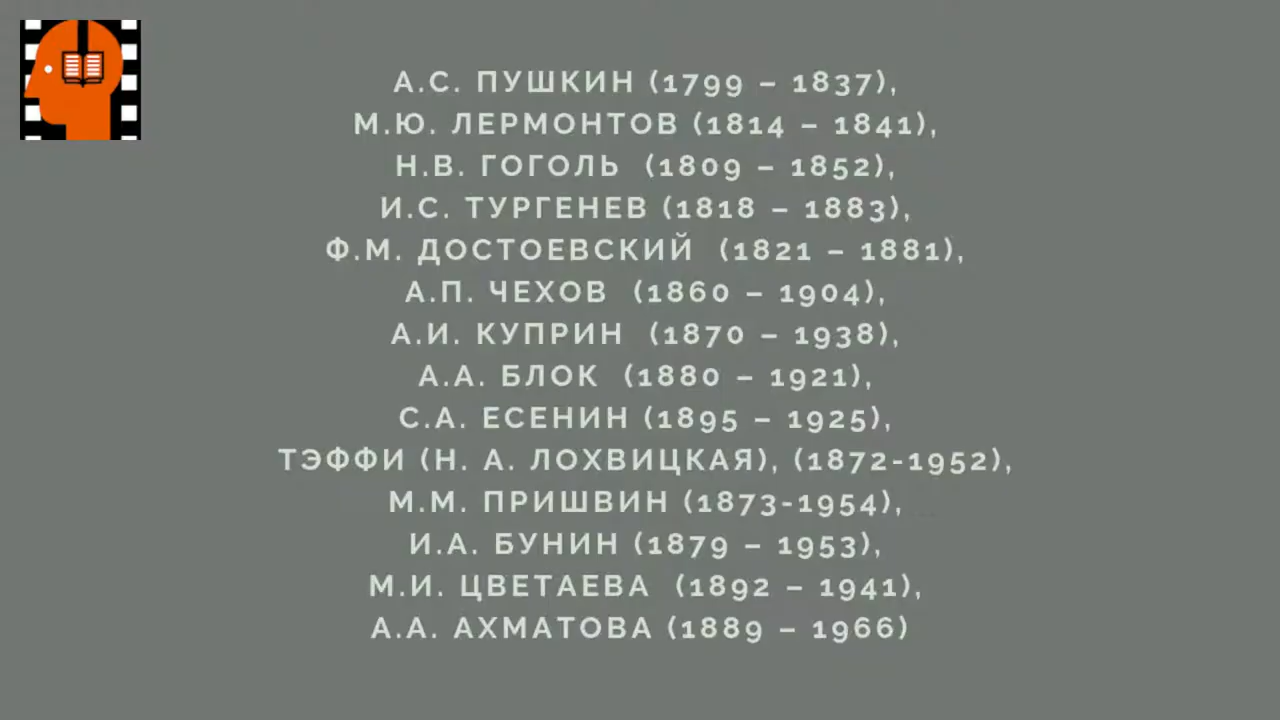 А.С. ПУШКИН (1799 – 1837),
М.Ю. ЛЕРМОНТОВ (1814 – 1841),
Н.В. ГОГОЛЬ (1809 – 1852),
И.С. ТУРГЕНЕВ (1818 – 1883),
Ф.М. ДОСТОЕВСКИЙ (1821 – 1881),
А.П. ЧЕХОВ (1860 – 1904),
А.И. КУПРИН (1870 – 1938),
А.А. БЛОК (1880 – 1921),
С.А. ЕСЕНИН (1895 – 1925),
ТЭФФИ (Н. А. ЛОХВИЦКАЯ), (1872-1952),
М.М. ПРИШВИН (1873-1954),
И.А. БУНИН (1879 – 1953),
М.И. ЦВЕТАЕВА (1892 – 1941),
А.А. АХМАТОВА (1889 – 1966)